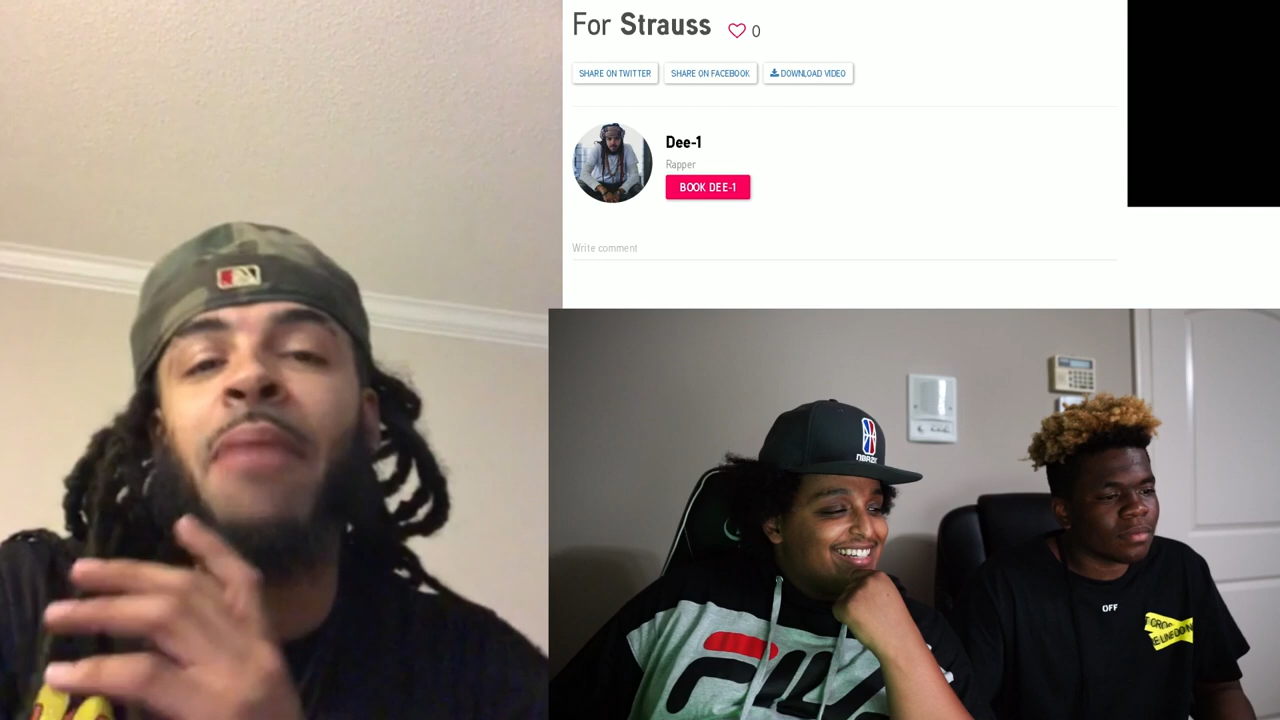 For Strauss
0
SHARE ON TWITTER
SHARE ON FACEBOOK
DOWNLOAD VIDEO
Dee-1
Rapper
BOOK DEE-1
Write comment
NBA2K
FILA
OFF